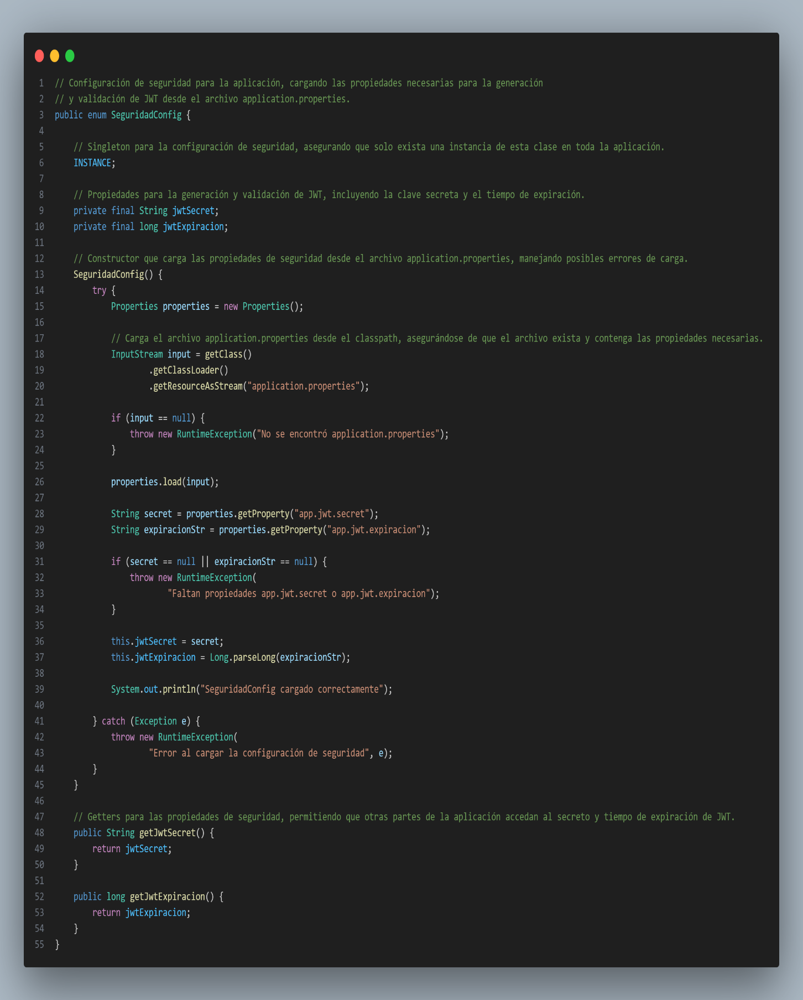 1 // Configuración de seguridad para la aplicación, cargando las propiedades necesarias para la generación
2 // y validación de JWT desde el archivo application.properties.
3 public enum SeguridadConfig {
4
5     // Singleton para la configuración de seguridad, asegurando que solo exista una instancia de esta clase en toda la aplicación.
6     INSTANCE;
7
8     // Propiedades para la generación y validación de JWT, incluyendo la clave secreta y el tiempo de expiración.
9     private final String jwtSecret;
10     private final long jwtExpiracion;
11
12     // Constructor que carga las propiedades de seguridad desde el archivo application.properties, manejando posibles errores de carga.
13     SeguridadConfig() {
14         try {
15             Properties properties = new Properties();
16
17             // Carga el archivo application.properties desde el classpath, asegurándose de que el archivo exista y contenga las propiedades necesarias.
18             InputStream input = getClass()
19                     .getClassLoader()
20                     .getResourceAsStream("application.properties");
21
22             if (input == null) {
23                 throw new RuntimeException("No se encontró application.properties");
24             }
25
26             properties.load(input);
27
28             String secret = properties.getProperty("app.jwt.secret");
29             String expiracionStr = properties.getProperty("app.jwt.expiracion");
30
31             if (secret == null || expiracionStr == null) {
32                 throw new RuntimeException(
33                         "Faltan propiedades app.jwt.secret o app.jwt.expiracion");
34             }
35
36             this.jwtSecret = secret;
37             this.jwtExpiracion = Long.parseLong(expiracionStr);
38
39             System.out.println("SeguridadConfig cargado correctamente");
40
41         } catch (Exception e) {
42             throw new RuntimeException(
43                     "Error al cargar la configuración de seguridad", e);
44         }
45     }
46
47     // Getters para las propiedades de seguridad, permitiendo que otras partes de la aplicación accedan al secreto y tiempo de expiración de JWT.
48     public String getJwtSecret() {
49         return jwtSecret;
50     }
51
52     public long getJwtExpiracion() {
53         return jwtExpiracion;
54     }
55 }